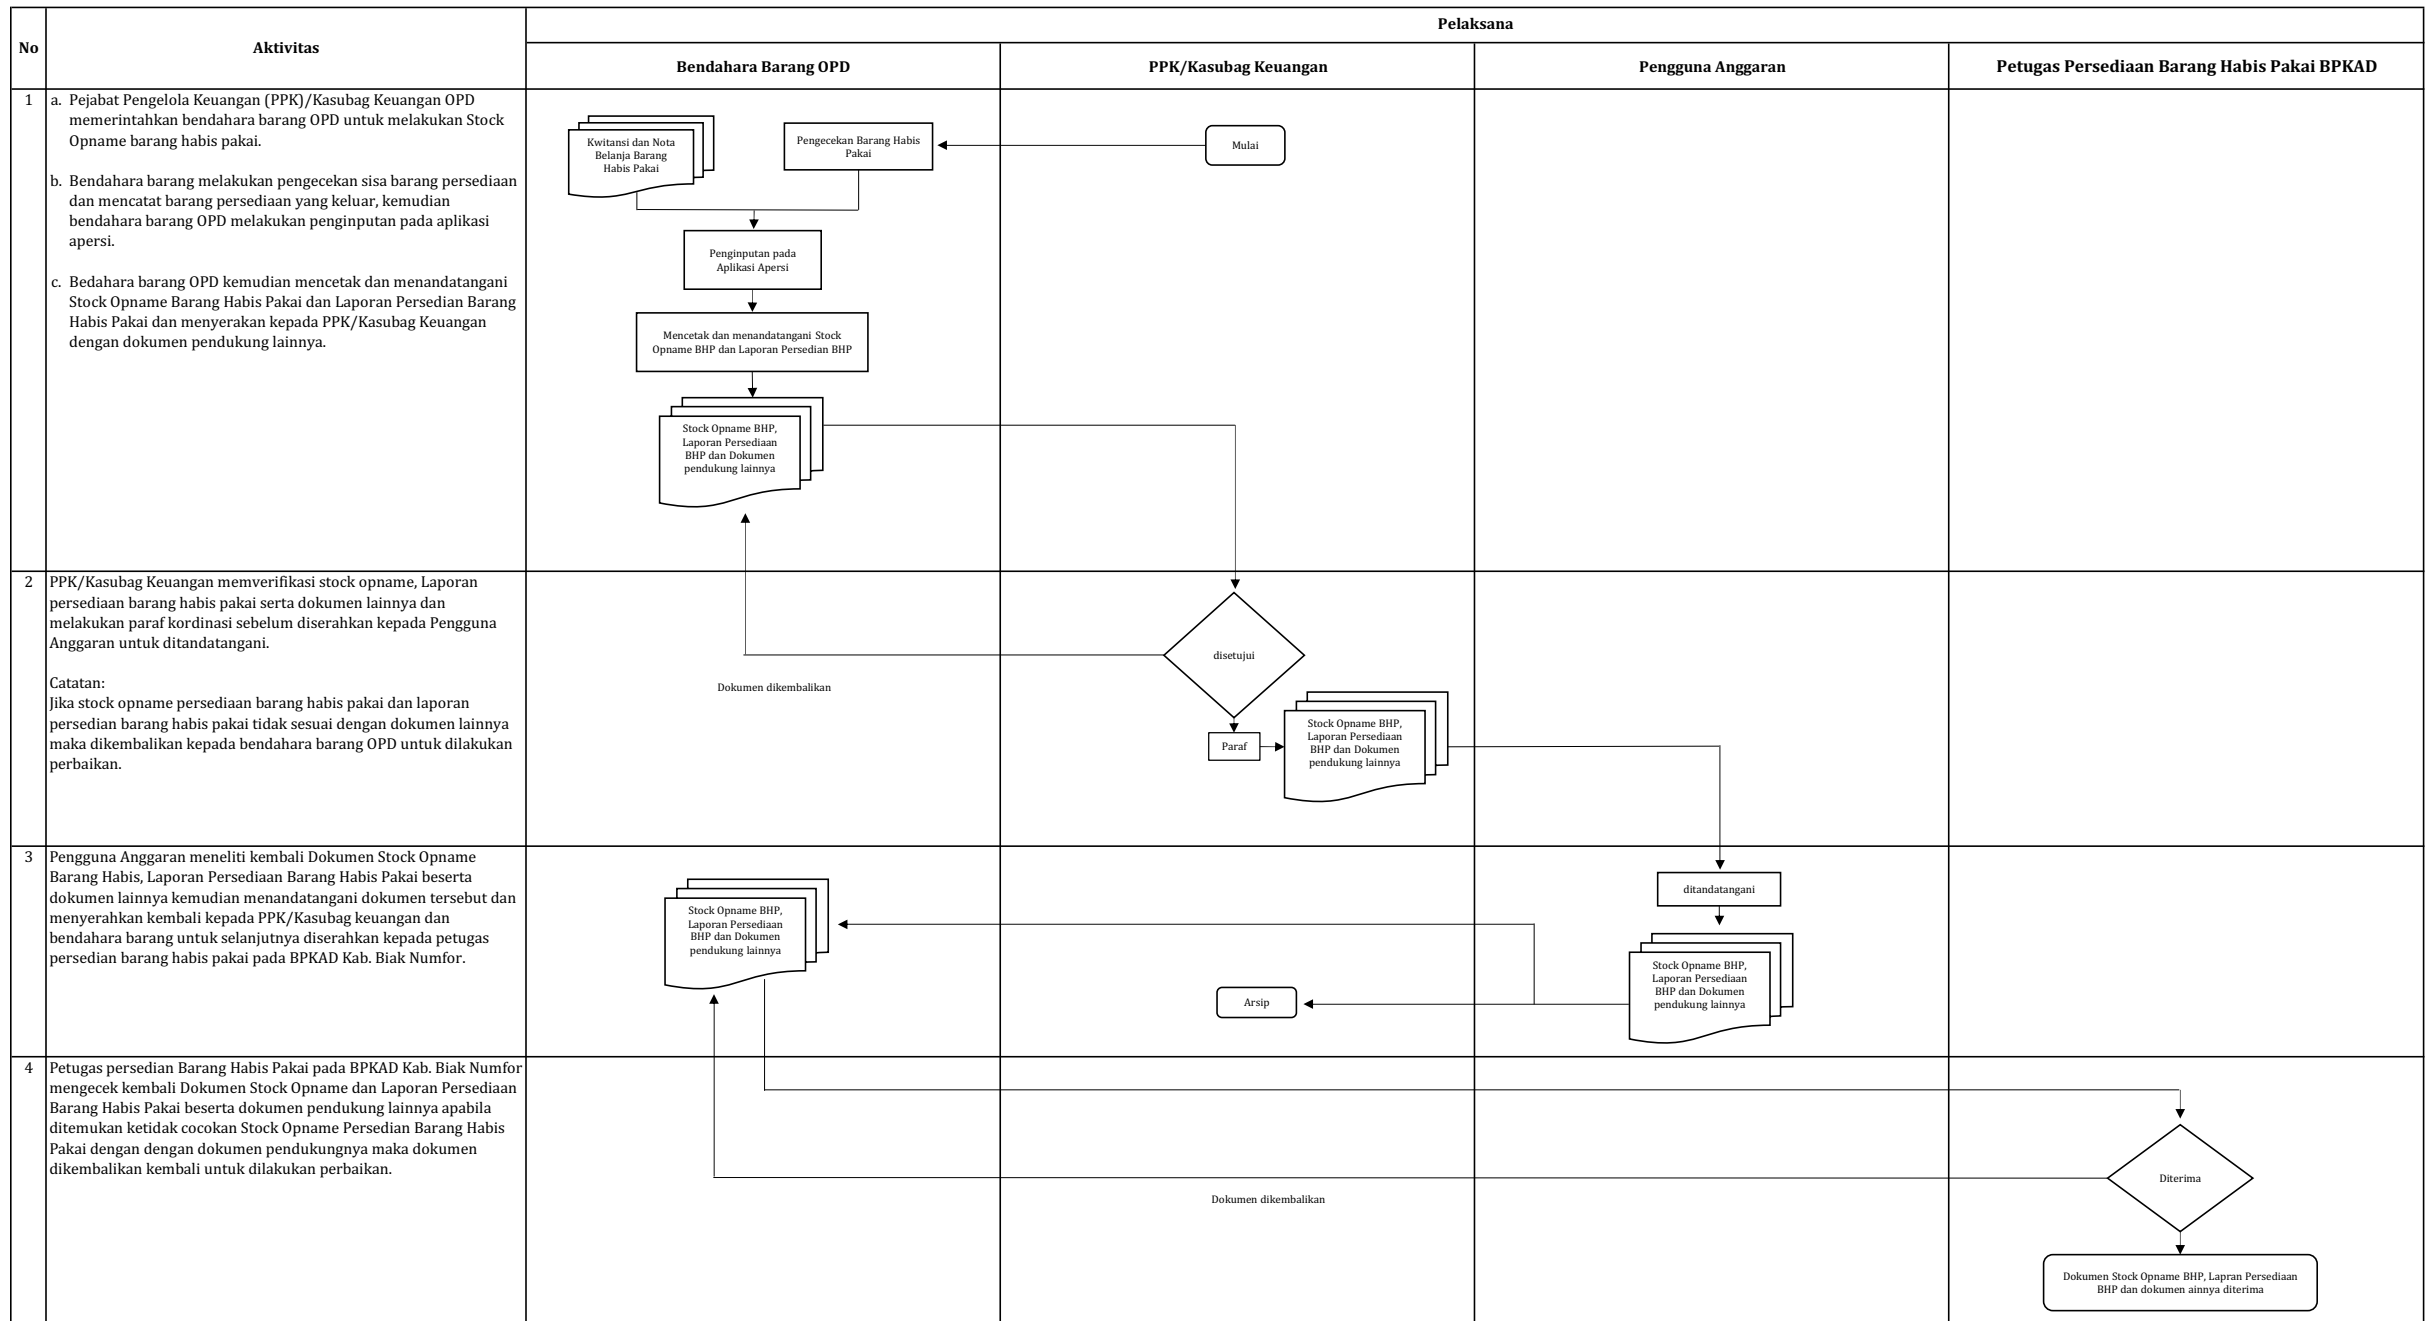 No
Aktivitas
Pelaksana
Bendahara Barang OPD
PPK/Kasubag Keuangan
Pengguna Anggaran
Petugas Persediaan Barang Habis Pakai BPKAD
1
a. Pejabat Pengelola Keuangan (PPK)/Kasubag Keuangan OPD
memerintahkan bendahara barang OPD untuk melakukan Stock
Opname barang habis pakai.
b. Bendahara barang melakukan pengecekan sisa barang persediaan
dan mencatat barang persediaan yang keluar, kemudian
bendahara barang OPD melakukan penginputan pada aplikasi
apersi.
c. Bedahara barang OPD kemudian mencetak dan menandatangani
Stock Opname Barang Habis Pakai dan Laporan Persedian Barang
Habis Pakai dan menyerakan kepada PPK/Kasubag Keuangan
dengan dokumen pendukung lainnya.
Kwitansi dan Nota
Belanja Barang
Habis Pakai
Pengecekan Barang Habis
Pakai
Mulai
Penginputan pada
Aplikasi Apersi
Mencetak dan menandatangani Stock
Opname BHP dan Laporan Persedian BHP
Stock Opname BHP,
Laporan Persediaan
BHP dan Dokumen
pendukung lainnya
2
PPK/Kasubag Keuangan memverifikasi stock opname, Laporan
persediaan barang habis pakai serta dokumen lainnya dan
melakukan paraf kordinasi sebelum diserahkan kepada Pengguna
Anggaran untuk ditandatangani.
Catatan:
Jika stock opname persediaan barang habis pakai dan laporan
persedian barang habis pakai tidak sesuai dengan dokumen lainnya
maka dikembalikan kepada bendahara barang OPD untuk dilakukan
perbaikan.
disetujui
Dokumen dikembalikan
Paraf
Stock Opname BHP,
Laporan Persediaan
BHP dan Dokumen
pendukung lainnya
3
Pengguna Anggaran meneliti kembali Dokumen Stock Opname
Barang Habis, Laporan Persediaan Barang Habis Pakai beserta
dokumen lainnya kemudian menandatangani dokumen tersebut dan
menyerahkan kembali kepada PPK/Kasubag keuangan dan
bendahara barang untuk selanjutnya diserahkan kepada petugas
persedian barang habis pakai pada BPKAD Kab. Biak Numfor.
Stock Opname BHP,
Laporan Persediaan
BHP dan Dokumen
pendukung lainnya
Arsip
ditandatangani
Stock Opname BHP,
Laporan Persediaan
BHP dan Dokumen
pendukung lainnya
4
Petugas persedian Barang Habis Pakai pada BPKAD Kab. Biak Numfor
mengecek kembali Dokumen Stock Opname dan Laporan Persediaan
Barang Habis Pakai beserta dokumen pendukung lainnya apabila
ditemukan ketidak cocokan Stock Opname Persedian Barang Habis
Pakai dengan dengan dokumen pendukungnya maka dokumen
dikembalikan kembali untuk dilakukan perbaikan.
Diterima
Dokumen dikembalikan
Dokumen Stock Opname BHP, Lapran Persediaan
BHP dan dokumen ainnya diterima